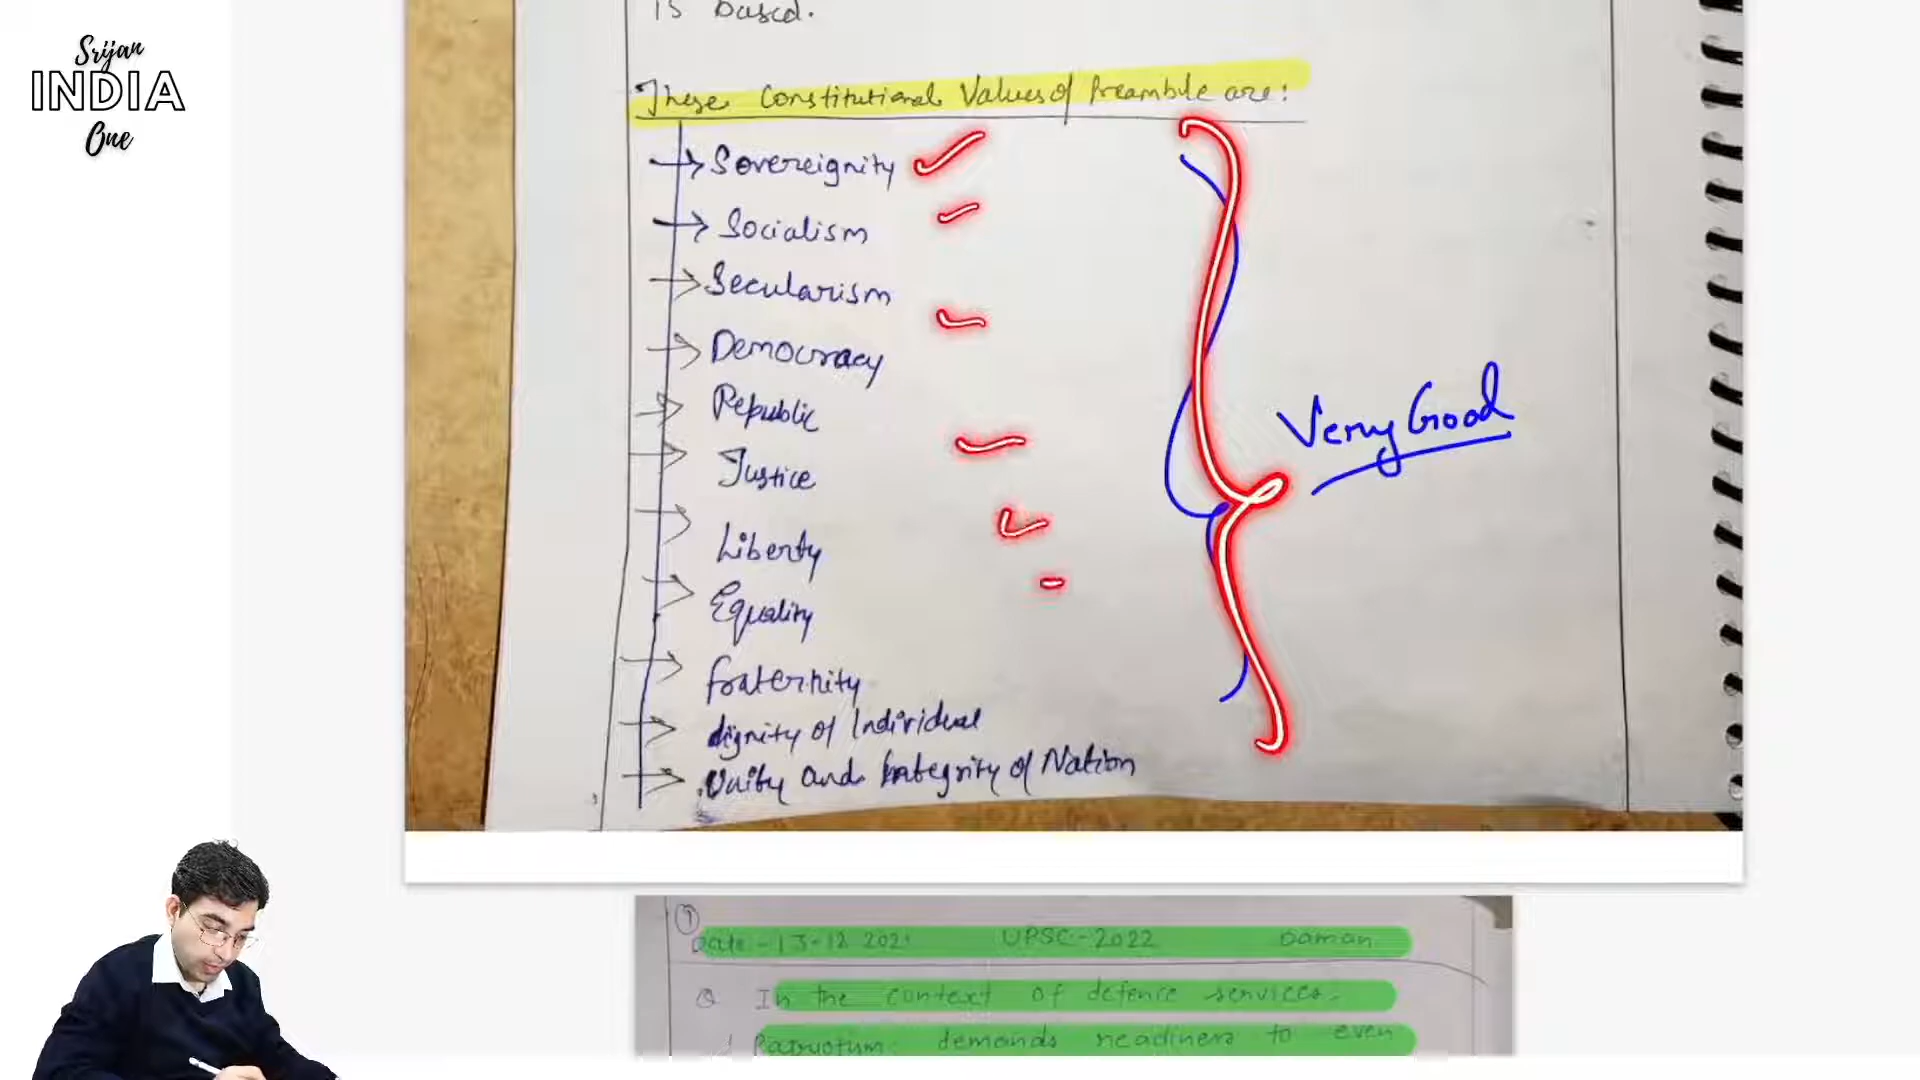 Srijan
INDIA
One
is based.
These Constitutional Values of Preamble are:
Sovereignity
Socialism
Secularism
Democracy
Republic
Justice
Liberty
Equality
fraternity
dignity of Individual
Unity and Integrity of Nation
Very Good
1
Date - 13-12 2021 UPSC-2022 Daman
Q In the context of defence services,
Patriotism demands readiness to even